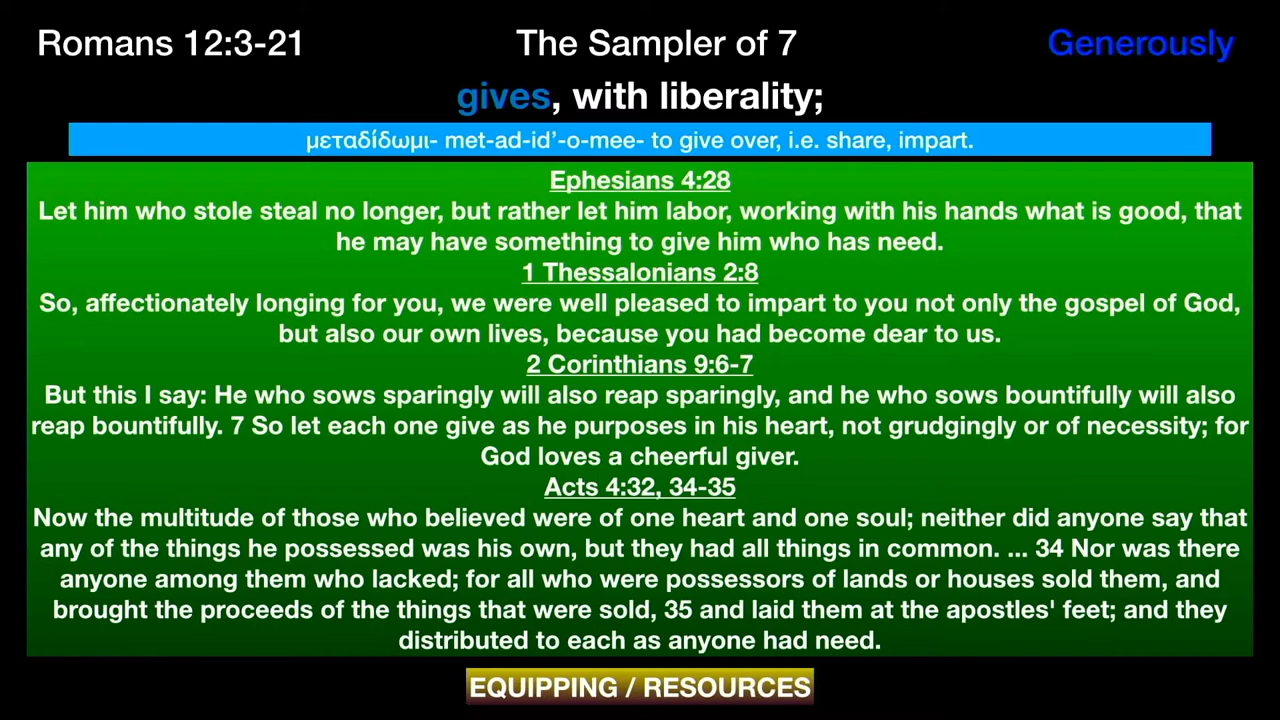 Romans 12:3-21
The Sampler of 7
Generously
gives, with liberality;
μεταδίδωμι- met-ad-id’-o-mee- to give over, i.e. share, impart.
Ephesians 4:28
Let him who stole steal no longer, but rather let him labor, working with his hands what is good, that
he may have something to give him who has need.
1 Thessalonians 2:8
So, affectionately longing for you, we were well pleased to impart to you not only the gospel of God,
but also our own lives, because you had become dear to us.
2 Corinthians 9:6-7
But this I say: He who sows sparingly will also reap sparingly, and he who sows bountifully will also
reap bountifully. 7 So let each one give as he purposes in his heart, not grudgingly or of necessity; for
God loves a cheerful giver.
Acts 4:32, 34-35
Now the multitude of those who believed were of one heart and one soul; neither did anyone say that
any of the things he possessed was his own, but they had all things in common. ... 34 Nor was there
anyone among them who lacked; for all who were possessors of lands or houses sold them, and
brought the proceeds of the things that were sold, 35 and laid them at the apostles' feet; and they
distributed to each as anyone had need.
EQUIPPING / RESOURCES